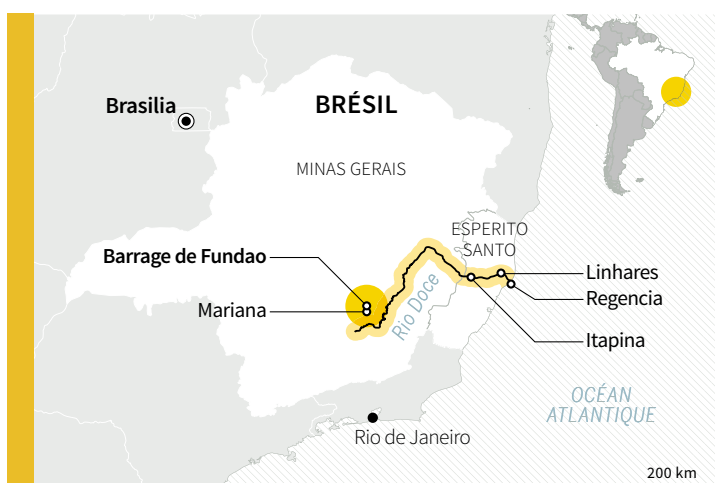 Brasilia
BRÉSIL
MINAS GERAIS
ESPERITO
SANTO
Barrage de Fundao
Mariana
Rio Doce
Linhares
Regencia
Itapina
OCÉAN
ATLANTIQUE
Rio de Janeiro
200 km